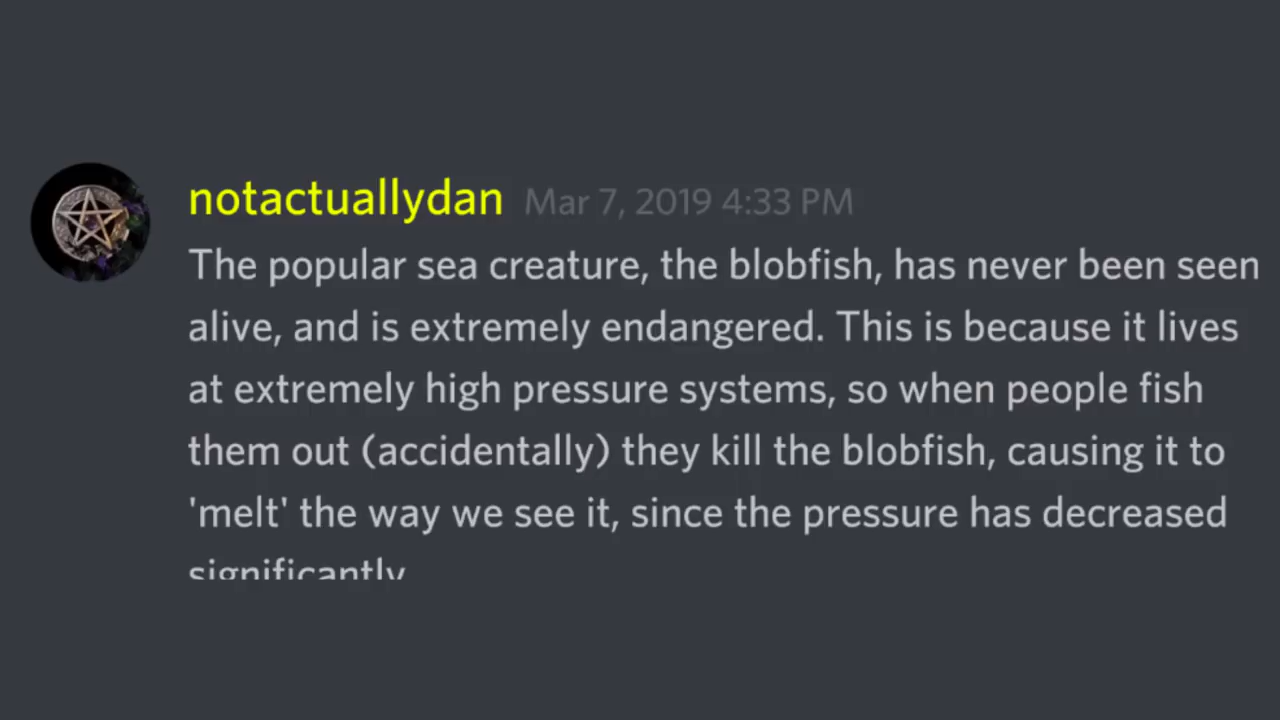 notactuallydan Mar 7, 2019 4:33 PM
The popular sea creature, the blobfish, has never been seen
alive, and is extremely endangered. This is because it lives
at extremely high pressure systems, so when people fish
them out (accidentally) they kill the blobfish, causing it to
'melt' the way we see it, since the pressure has decreased
significantly